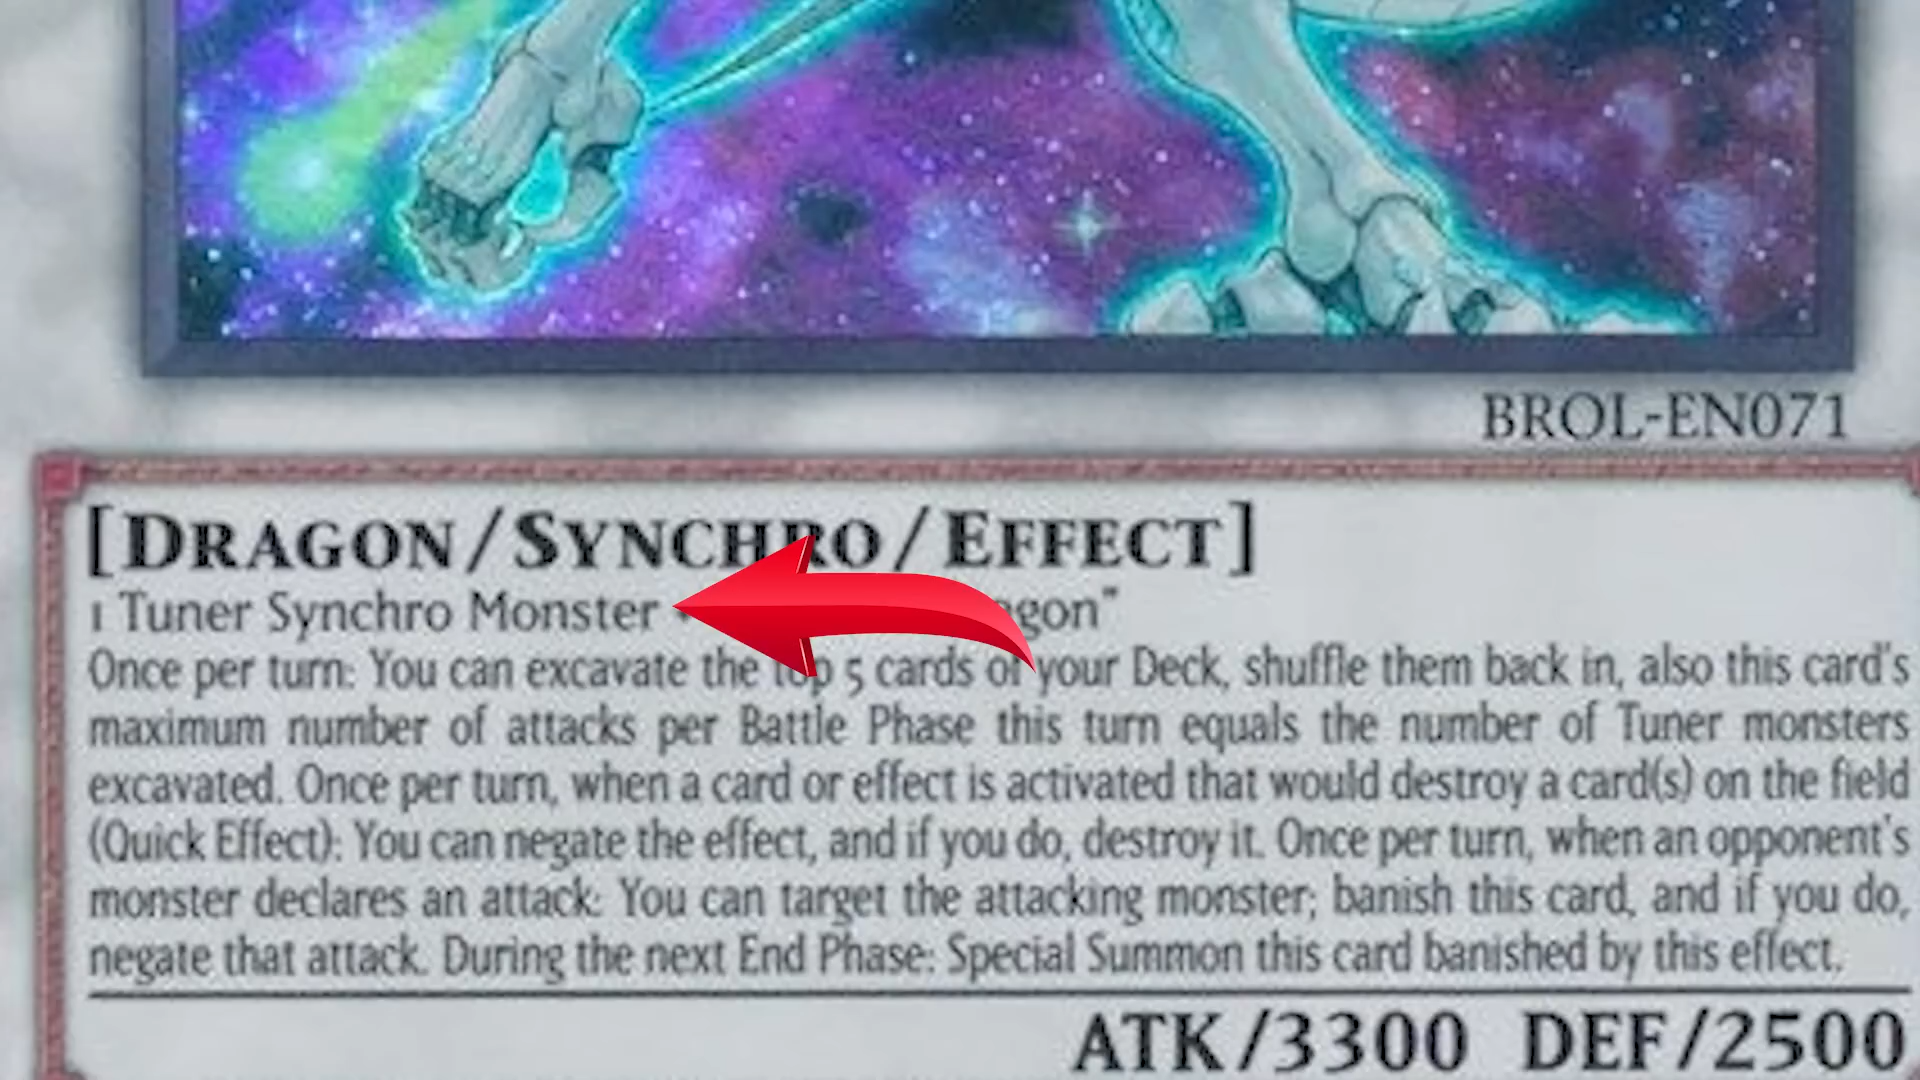 BROL-EN071
[DRAGON/SYNCHRO/EFFECT]
1 Tuner Synchro Monster
Once per turn: You can excavate the top 5 cards of your Deck, shuffle them back in, also this card's
maximum number of attacks per Battle Phase this turn equals the number of Tuner monsters
excavated. Once per turn, when a card or effect is activated that would destroy a card(s) on the field
(Quick Effect): You can negate the effect, and if you do, destroy it. Once per turn, when an opponent's
monster declares an attack: You can target the attacking monster; banish this card, and if you do,
negate that attack. During the next End Phase: Special Summon this card banished by this effect.
ATK/3300 DEF/2500